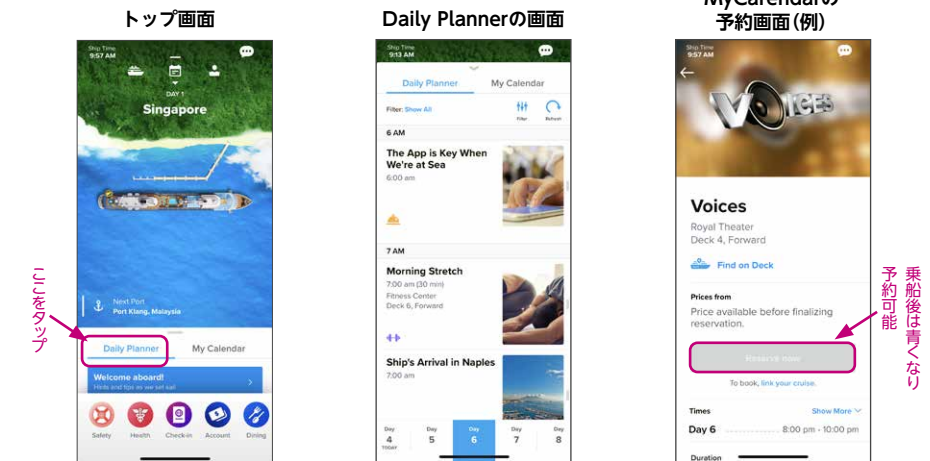 トップ画面
Ship Time
9:57 AM
DAY 1
Singapore
Next Port
Port Klang, Malaysia
Daily Planner
My Calendar
Welcome aboard!
Hints and tips as we set sail
Safety
Health
Check-in
Account
Dining
ここをタップ
Daily Plannerの画面
Ship Time
9:13 AM
Daily Planner
My Calendar
Filter: Show All
Filter
Refresh
6 AM
The App is Key When
We're at Sea
6:00 am
7 AM
Morning Stretch
7:00 am (30 min)
Fitness Center
Deck 6, Forward
Ship's Arrival in Naples
7:00 am
Day
4
TODAY
Day
5
Day
6
Day
7
Day
8
MyCarendarの
予約画面(例)
Ship Time
9:57 AM
VOICES
Voices
Royal Theater
Deck 4, Forward
Find on Deck
Prices from
Price available before finalizing
reservation.
Reserve now
To book, link your cruise.
Times
Show More
Day 6
8:00 pm - 10:00 pm
Duration
乗船後は青くなり
予約可能